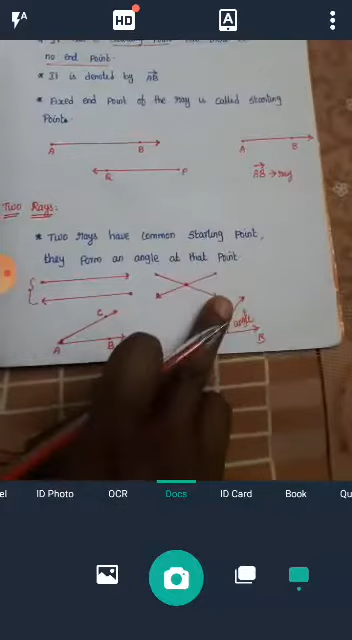 A
HD
A
no end point.
* It is denoted by AB
* Fixed end point of the ray is called starting
Point.
A B
A B
R P
AB → ray
Two Rays:
* Two rays have common starting point,
they form an angle at that point
C
A B
angle
B
ID Photo OCR Docs ID Card Book